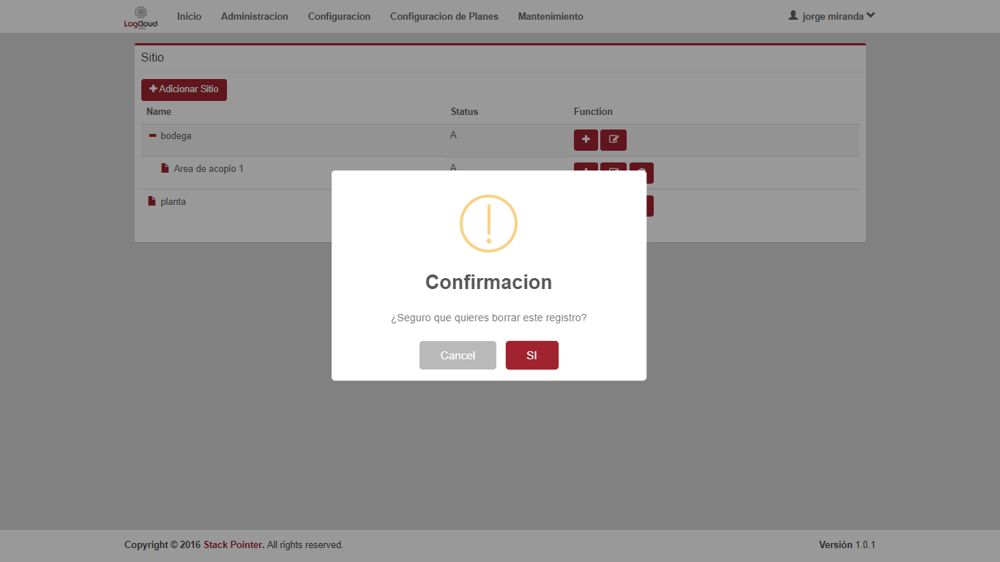 LogCloud
Inicio Administracion Configuracion Configuracion de Planes Mantenimiento jorge miranda
Sitio
Adicionar Sitio
Name Status Function
bodega A
Area de acopio 1 A
planta
Confirmacion
¿Seguro que quieres borrar este registro?
Cancel SI
Copyright © 2016 Stack Pointer. All rights reserved. Versión 1.0.1